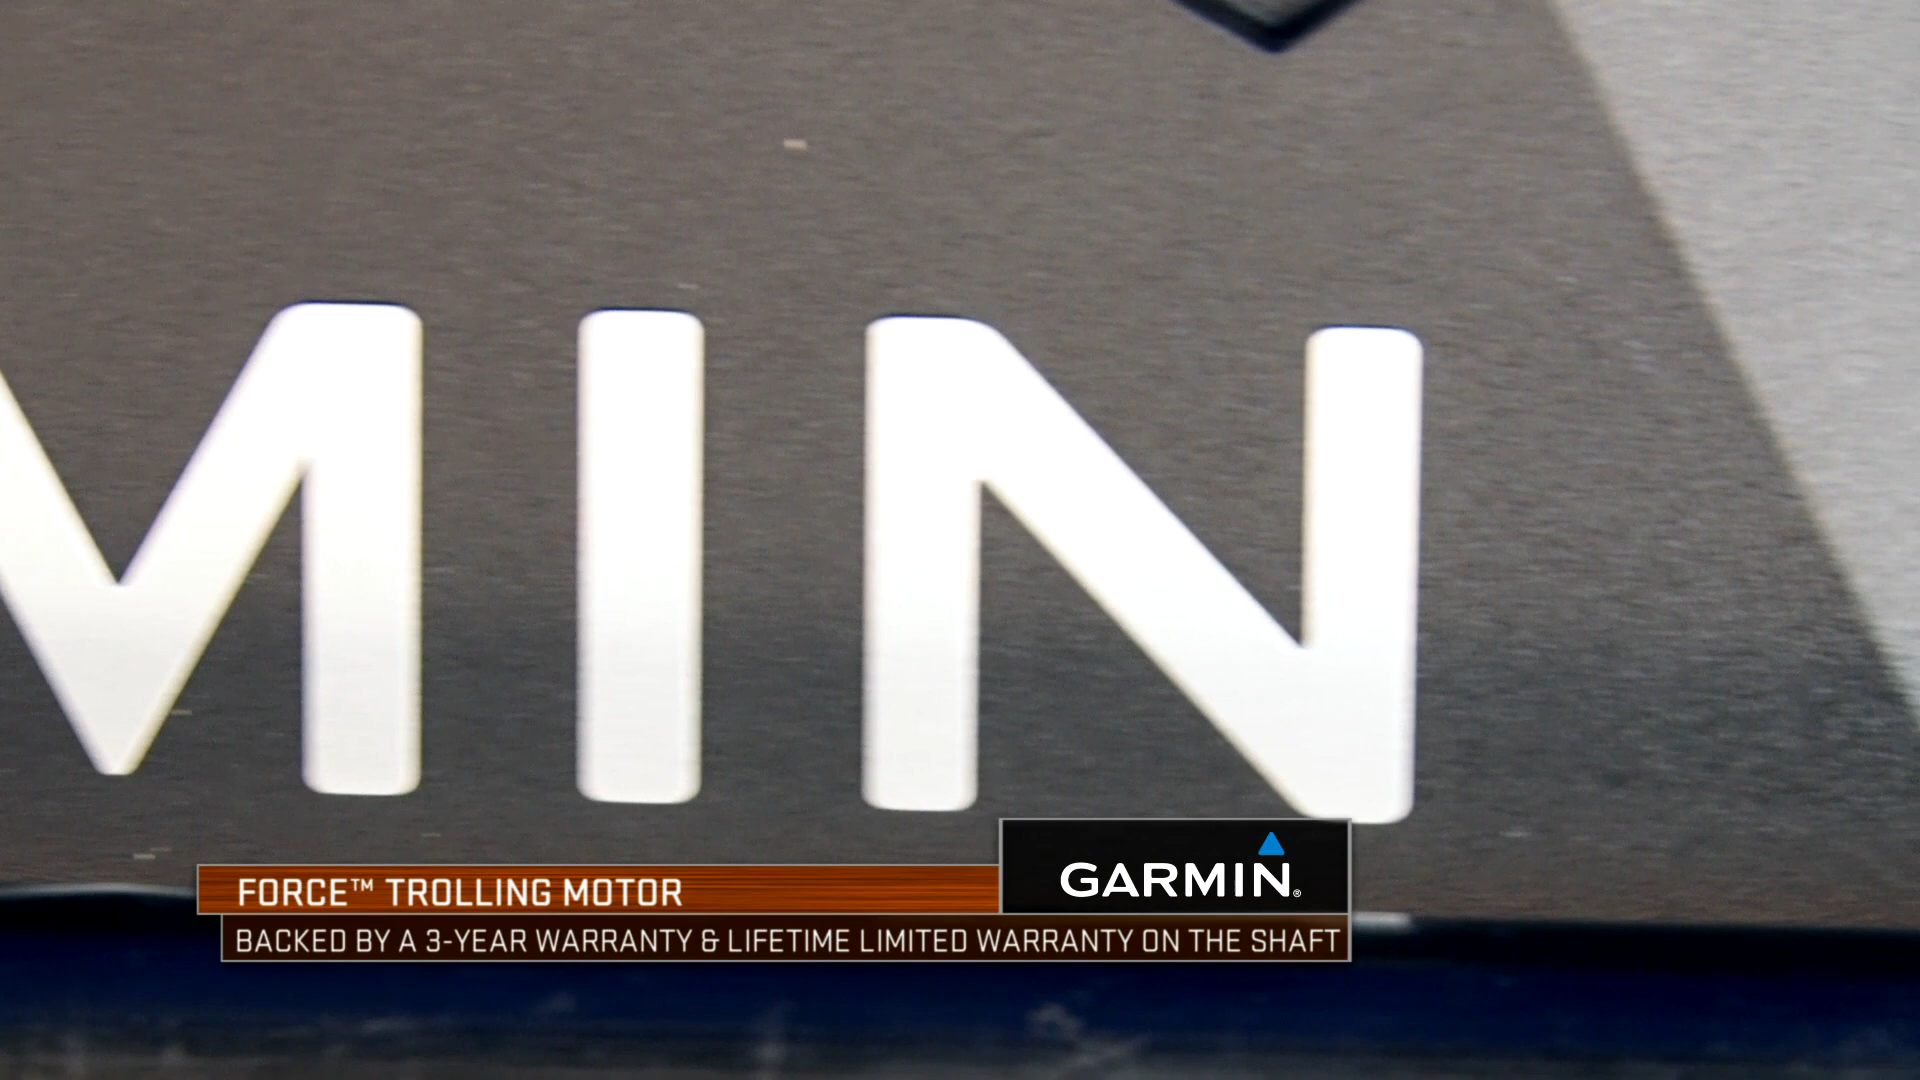 MIN
GARMIN®
FORCE™ TROLLING MOTOR
BACKED BY A 3-YEAR WARRANTY & LIFETIME LIMITED WARRANTY ON THE SHAFT